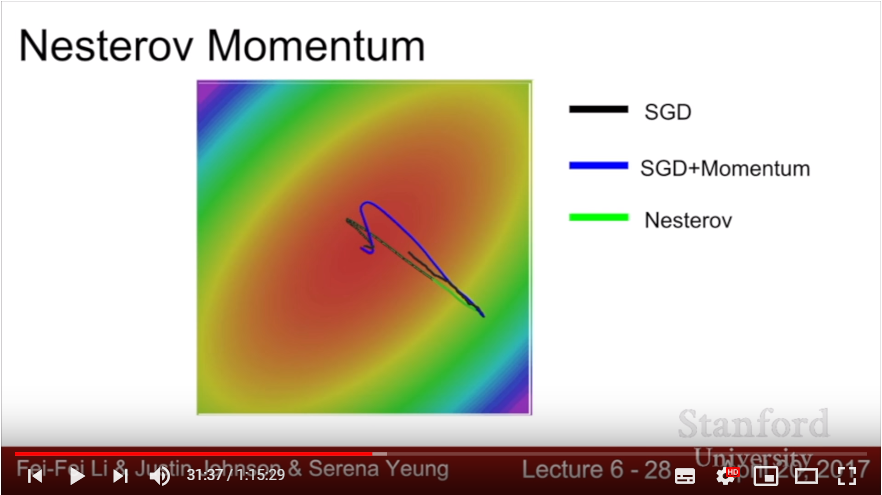 Nesterov Momentum
SGD
SGD+Momentum
Nesterov
Stanford
University
Fei-Fei Li & Justin Johnson & Serena Yeung
Lecture 6 - 28
2017
31:37 / 1:15:29
HD